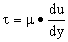 τ = μ • du/dy